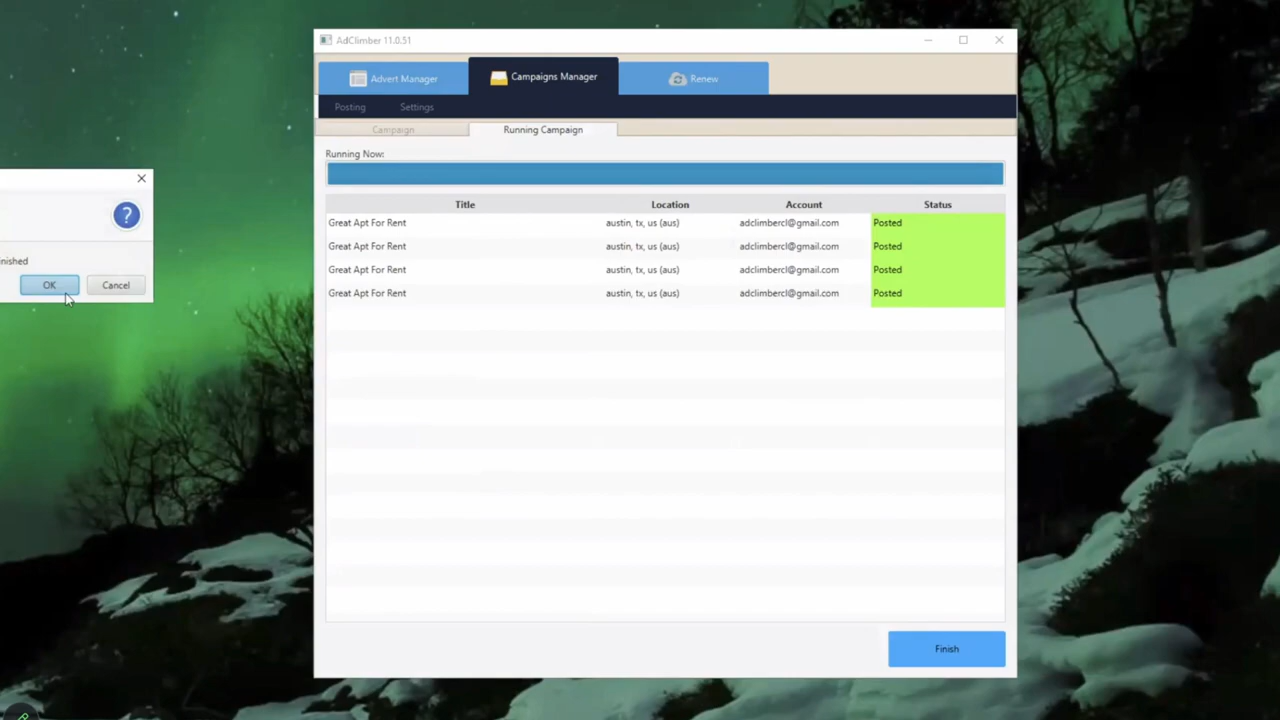 AdClimber 11.0.51
Advert Manager
Campaigns Manager
Renew
Posting
Settings
Campaign
Running Campaign
Running Now:
Title Location Account Status
Great Apt For Rent austin, tx, us (aus) adclimbercl@gmail.com Posted
Great Apt For Rent austin, tx, us (aus) adclimbercl@gmail.com Posted
Great Apt For Rent austin, tx, us (aus) adclimbercl@gmail.com Posted
Great Apt For Rent austin, tx, us (aus) adclimbercl@gmail.com Posted
Finish
?
inished
OK Cancel